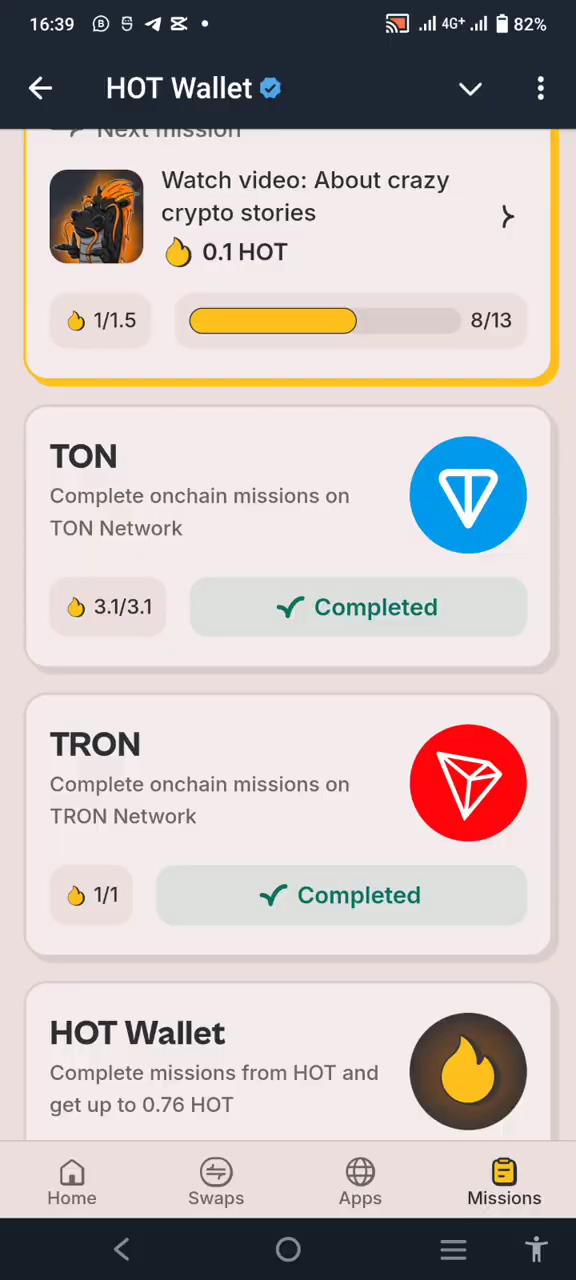 16:39
4G+
82%
HOT Wallet
Next mission
Watch video: About crazy
crypto stories
0.1 HOT
1/1.5
8/13
TON
Complete onchain missions on
TON Network
3.1/3.1
Completed
TRON
Complete onchain missions on
TRON Network
1/1
Completed
HOT Wallet
Complete missions from HOT and
get up to 0.76 HOT
Home
Swaps
Apps
Missions